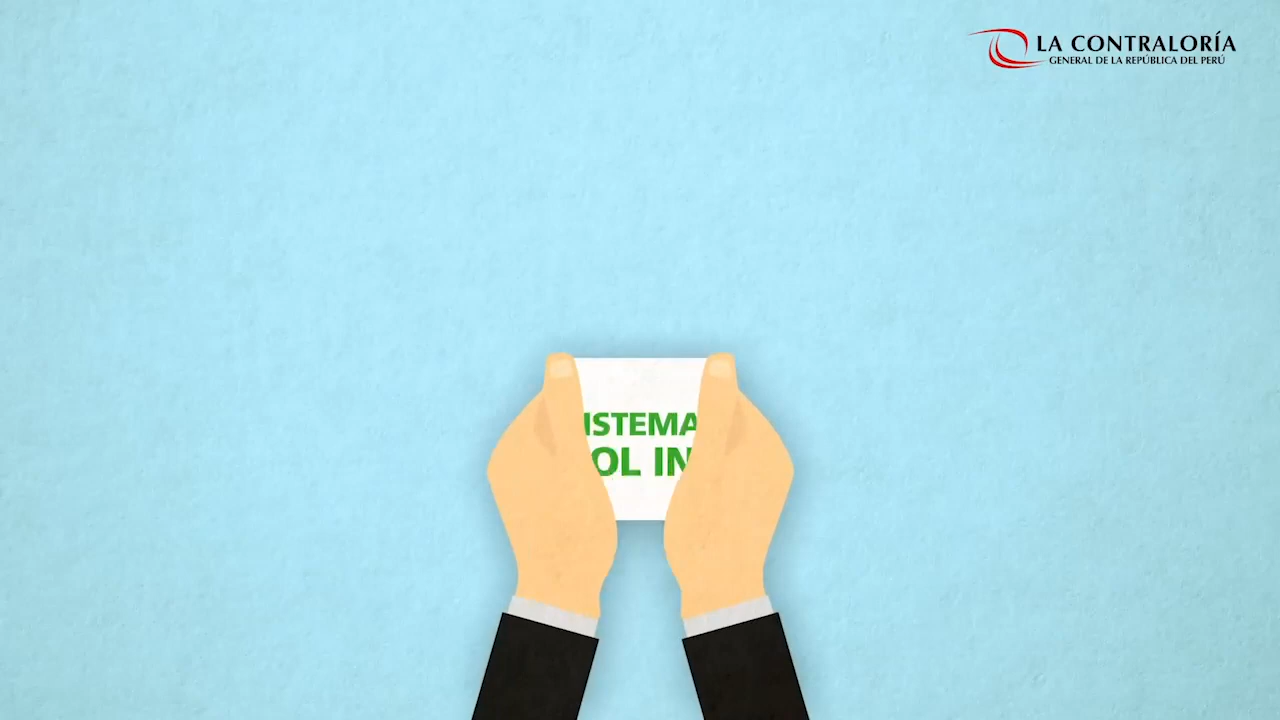 LA CONTRALORÍA
GENERAL DE LA REPÚBLICA DEL PERÚ
ISTEMA
OL IN